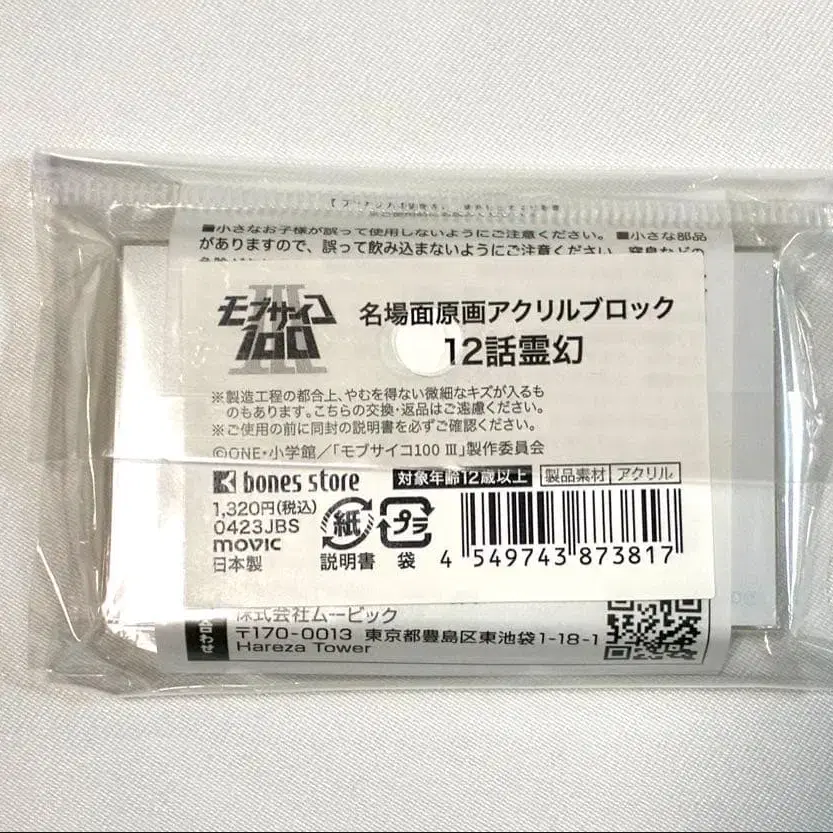 ■小さなお子様が誤って使用しないようにご注意ください。 ■小さな部品
がありますので、誤って飲み込まないようにご注意ください。窒息などの
モブサイコ
100
III
名場面原画アクリルブロック
12話霊幻
※製造工程の都合上、やむを得ない微細なキズが入るも
のもあります。こちらの交換・返品はご遠慮ください。
※ご使用の前に同封の説明書を必ずご確認ください。
©ONE・小学館/「モブサイコ100 III」製作委員会
bones store
対象年齢12歳以上 製品素材 アクリル
1,320円(税込)
0423JBS
movic
日本製
紙
説明書
プラ
袋
4 549743 873817
株式会社ムービック
〒170-0013 東京都豊島区東池袋1-18-1
Hareza Tower